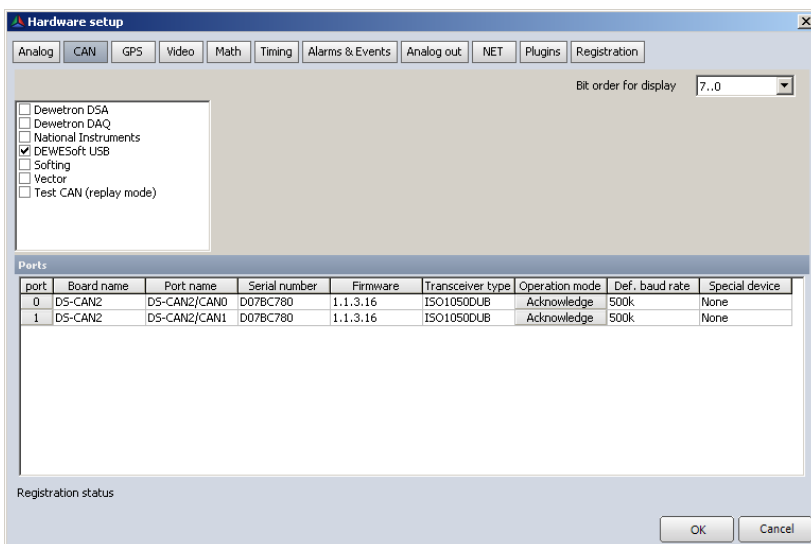 Hardware setup
Analog CAN GPS Video Math Timing Alarms & Events Analog out NET Plugins Registration
Bit order for display 7..0
Dewetron DSA
Dewetron DAQ
National Instruments
DEWESoft USB
Softing
Vector
Test CAN (replay mode)
Ports
port Board name Port name Serial number Firmware Transceiver type Operation mode Def. baud rate Special device
0 DS-CAN2 DS-CAN2/CAN0 D07BC780 1.1.3.16 ISO1050DUB Acknowledge 500k None
1 DS-CAN2 DS-CAN2/CAN1 D07BC780 1.1.3.16 ISO1050DUB Acknowledge 500k None
Registration status
OK Cancel